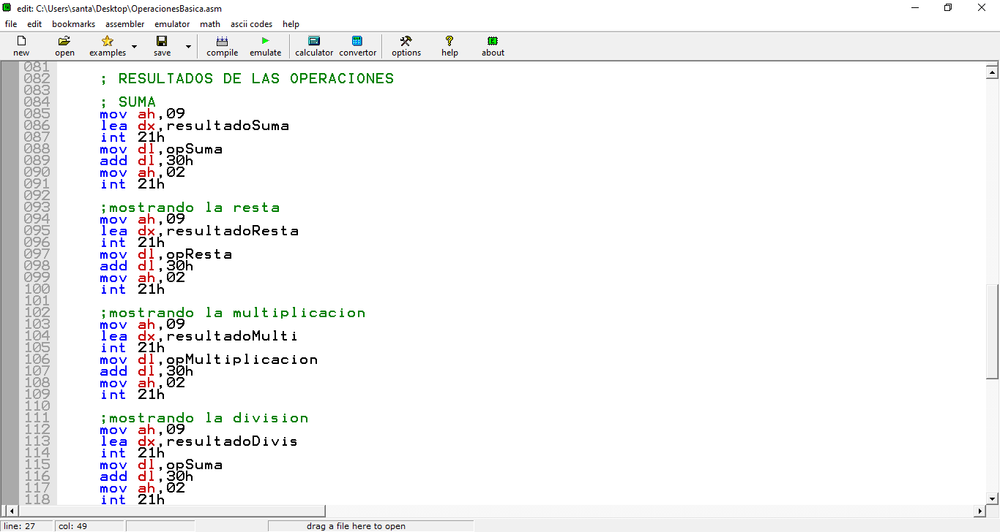 edit: C:\Users\santa\Desktop\OperacionesBasica.asm
file edit bookmarks assembler emulator math ascii codes help
new open examples save compile emulate calculator convertor options help about
081
082 ; RESULTADOS DE LAS OPERACIONES
083
084 ; SUMA
085 mov ah,09
086 lea dx,resultadoSuma
087 int 21h
088 mov dl,opSuma
089 add dl,30h
090 mov ah,02
091 int 21h
092
093 ;mostrando la resta
094 mov ah,09
095 lea dx,resultadoResta
096 int 21h
097 mov dl,opResta
098 add dl,30h
099 mov ah,02
100 int 21h
101
102 ;mostrando la multiplicacion
103 mov ah,09
104 lea dx,resultadoMulti
105 int 21h
106 mov dl,opMultiplicacion
107 add dl,30h
108 mov ah,02
109 int 21h
110
111 ;mostrando la division
112 mov ah,09
113 lea dx,resultadoDivis
114 int 21h
115 mov dl,opSuma
116 add dl,30h
117 mov ah,02
118 int 21h
line: 27 col: 49 drag a file here to open